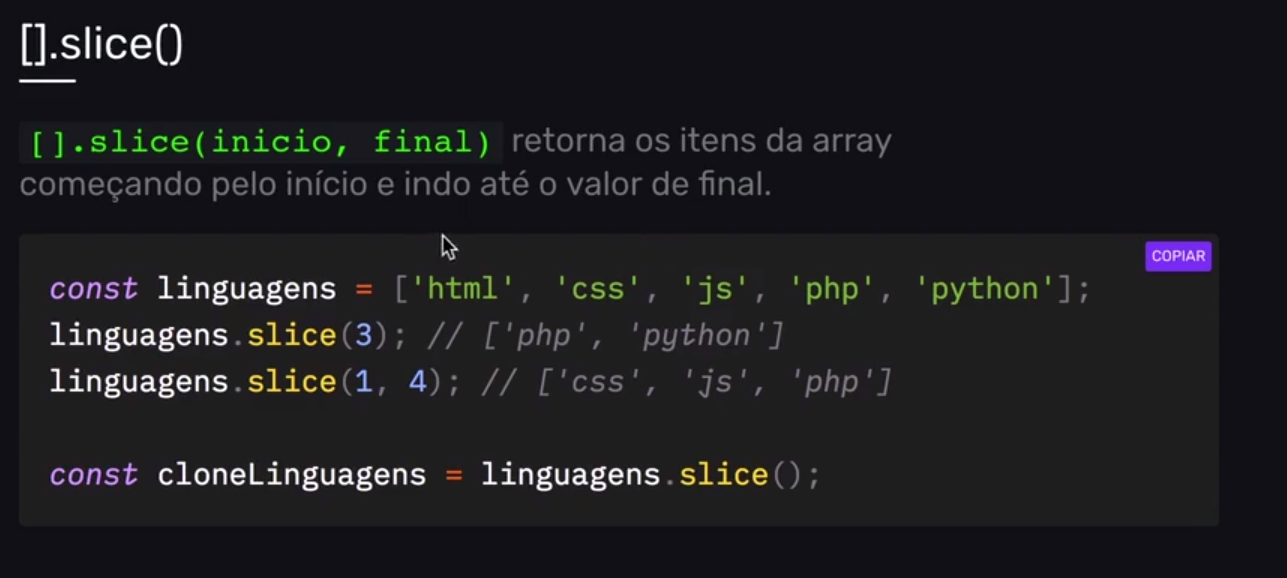 [].slice()
[].slice(inicio, final) retorna os itens da array
começando pelo início e indo até o valor de final.
COPIAR
const linguagens = ['html', 'css', 'js', 'php', 'python'];
linguagens.slice(3); // ['php', 'python']
linguagens.slice(1, 4); // ['css', 'js', 'php']
const cloneLinguagens = linguagens.slice();